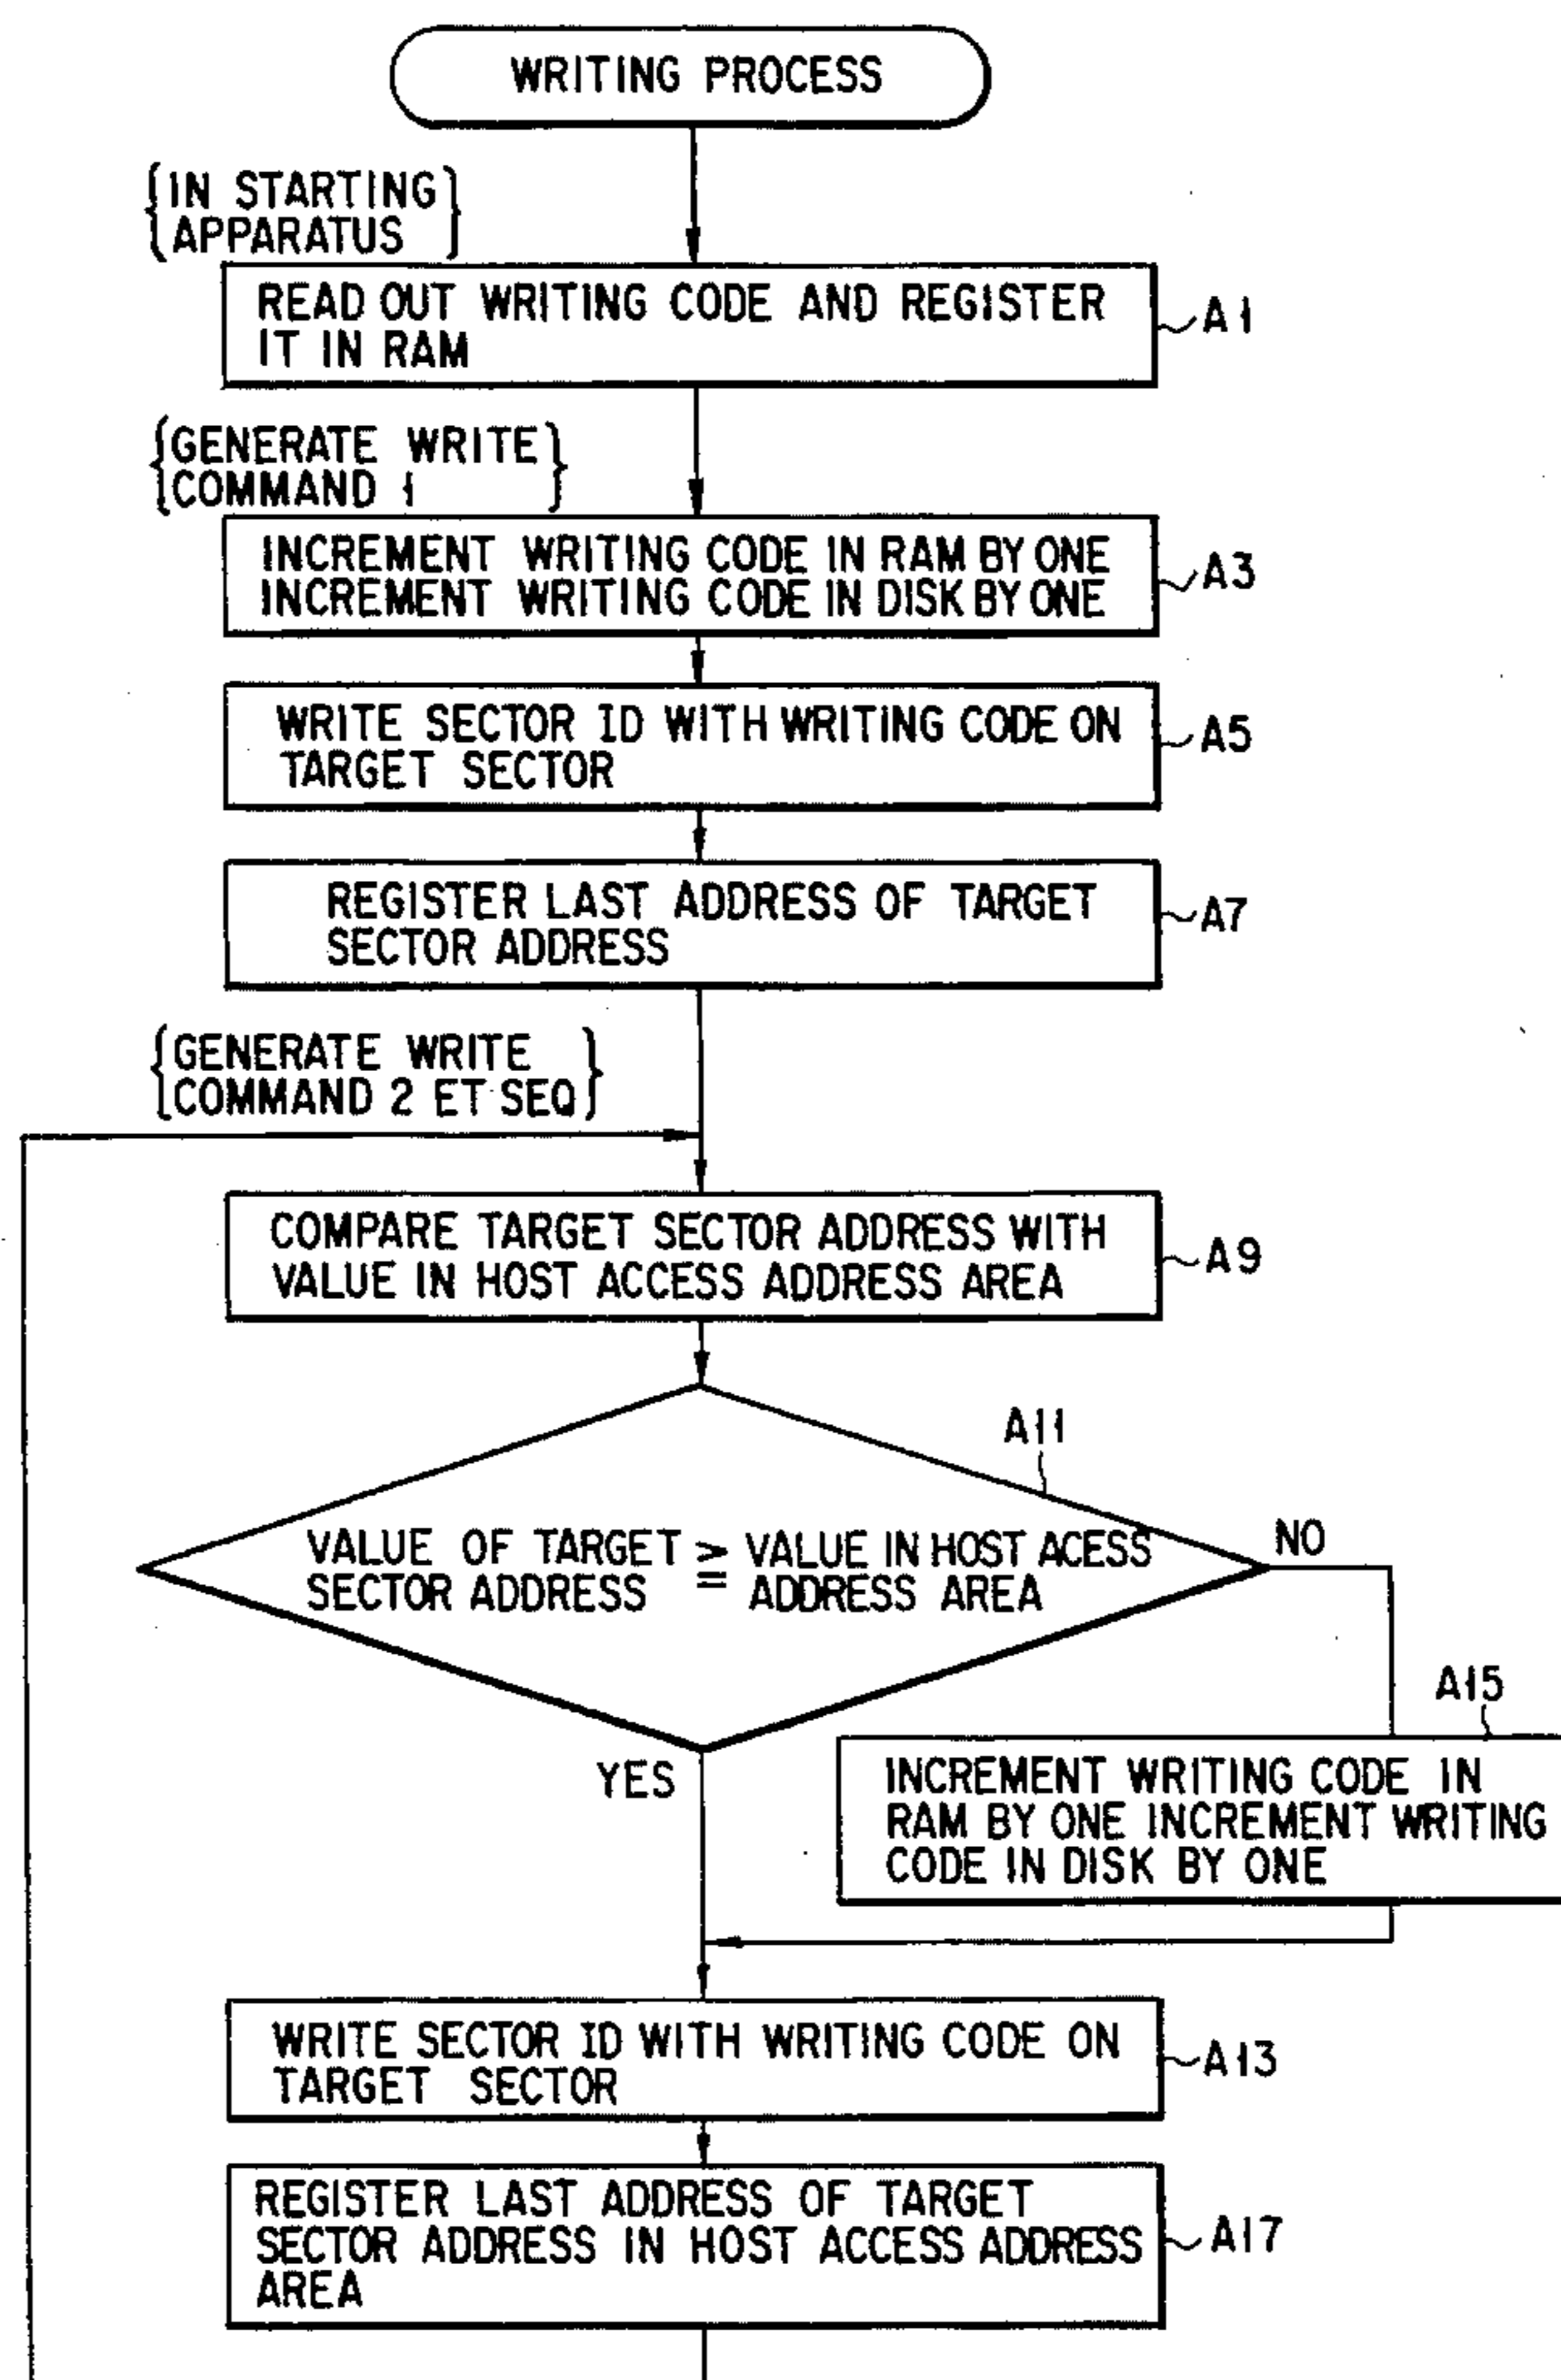 WRITING PROCESS
{IN STARTING
APPARATUS}
READ OUT WRITING CODE AND REGISTER
IT IN RAM
A1
{GENERATE WRITE
COMMAND 1}
INCREMENT WRITING CODE IN RAM BY ONE
INCREMENT WRITING CODE IN DISK BY ONE
A3
WRITE SECTOR ID WITH WRITING CODE ON
TARGET SECTOR
A5
REGISTER LAST ADDRESS OF TARGET
SECTOR ADDRESS
A7
{GENERATE WRITE
COMMAND 2 ET SEQ}
COMPARE TARGET SECTOR ADDRESS WITH
VALUE IN HOST ACCESS ADDRESS AREA
A9
A11
VALUE OF TARGET ≧ VALUE IN HOST ACESS
SECTOR ADDRESS ADDRESS AREA
NO
YES
A15
INCREMENT WRITING CODE IN
RAM BY ONE INCREMENT WRITING
CODE IN DISK BY ONE
WRITE SECTOR ID WITH WRITING CODE ON
TARGET SECTOR
A13
REGISTER LAST ADDRESS OF TARGET
SECTOR ADDRESS IN HOST ACCESS ADDRESS
AREA
A17